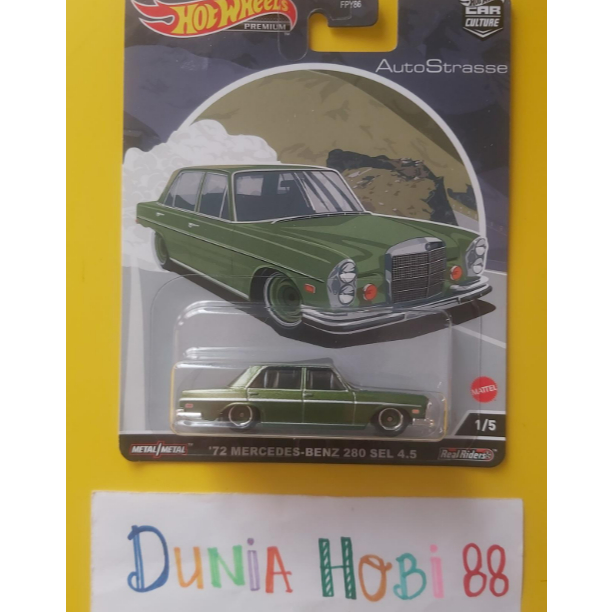 HOT WHEELS
PREMIUM
FPY86
CAR
CULTURE
AutoStrasse
MATTEL
1/5
METAL/METAL™
'72 MERCEDES-BENZ 280 SEL 4.5
Real Riders
DUNiA HOBi 88